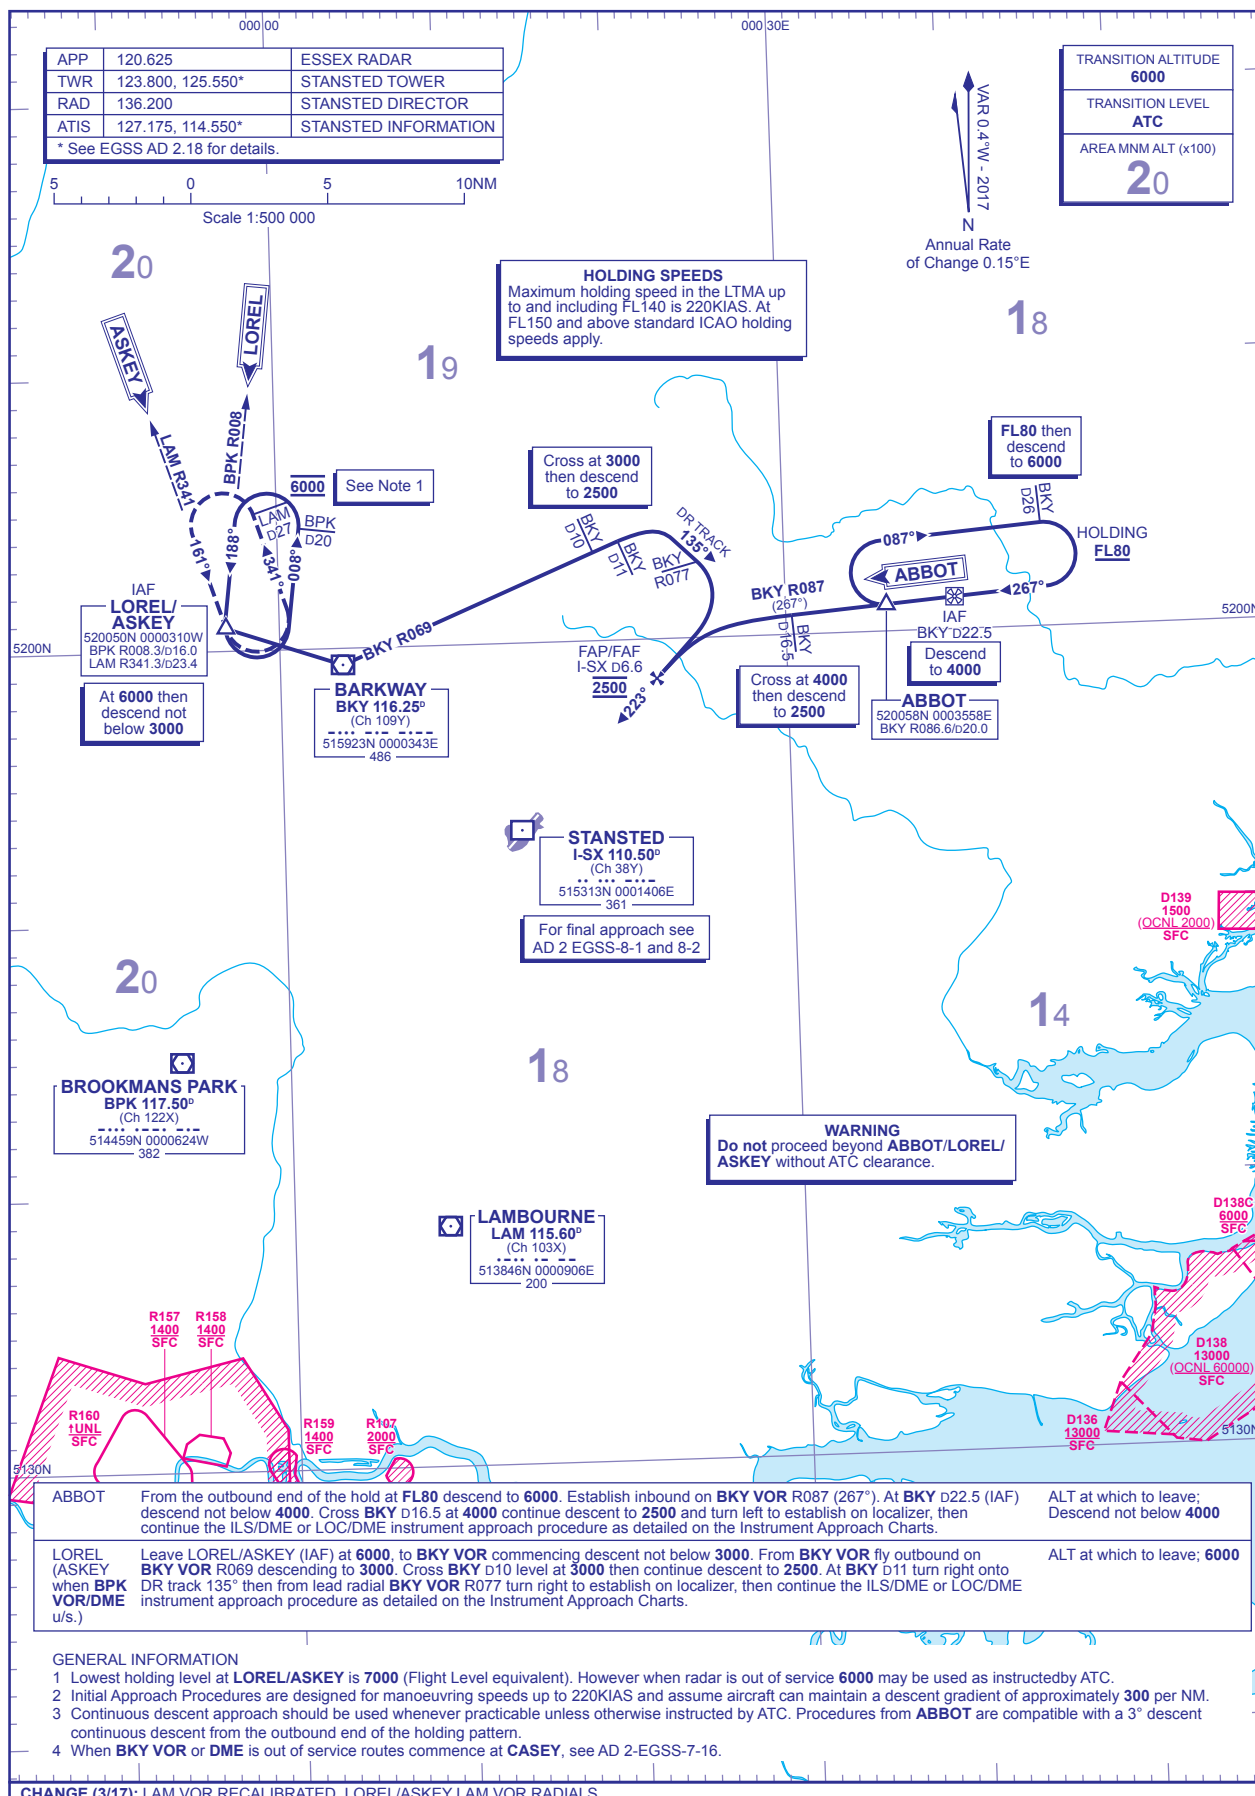 000 00
000 30E
APP 120.625 ESSEX RADAR
TWR 123.800, 125.550* STANSTED TOWER
RAD 136.200 STANSTED DIRECTOR
ATIS 127.175, 114.550* STANSTED INFORMATION
* See EGSS AD 2.18 for details.
5 0 5 10NM
Scale 1:500 000
VAR 0.4°W - 2017
N
Annual Rate
of Change 0.15°E
TRANSITION ALTITUDE
6000
TRANSITION LEVEL
ATC
AREA MNM ALT (x100)
20
20
19
18
HOLDING SPEEDS
Maximum holding speed in the LTMA up
to and including FL140 is 220KIAS. At
FL150 and above standard ICAO holding
speeds apply.
ASKEY
LOREL
LAM R341
BPK R008
6000
See Note 1
LAM
D27
BPK
D20
161°
188°
341°
008°
IAF
LOREL/
ASKEY
520050N 0000310W
BPK R008.3/D16.0
LAM R341.3/D23.4
At 6000 then
descend not
below 3000
5200N
BKY R069
BARKWAY
BKY 116.25D
(Ch 109Y)
515923N 0000343E
486
Cross at 3000
then descend
to 2500
BKY
D10
BKY
D11
BKY
R077
DR TRACK
135°
FAP/FAF
I-SX D6.6
2500
223°
BKY R087
(267°)
BKY
D16.5
Cross at 4000
then descend
to 2500
FL80 then
descend
to 6000
BKY
D26
087°
HOLDING
FL80
ABBOT
267°
IAF
BKY D22.5
Descend
to 4000
5200N
ABBOT
520058N 0003558E
BKY R086.6/D20.0
STANSTED
I-SX 110.50D
(Ch 38Y)
515313N 0001406E
361
For final approach see
AD 2 EGSS-8-1 and 8-2
D139
1500
(OCNL 2000)
SFC
20
14
18
BROOKMANS PARK
BPK 117.50D
(Ch 122X)
514459N 0000624W
382
WARNING
Do not proceed beyond ABBOT/LOREL/
ASKEY without ATC clearance.
LAMBOURNE
LAM 115.60D
(Ch 103X)
513846N 0000906E
200
D138C
6000
SFC
R157
1400
SFC
R158
1400
SFC
D138
13000
(OCNL 60000)
SFC
R160
↑UNL
SFC
R159
1400
SFC
R107
2000
SFC
D136
13000
SFC
5130N
5130N
ABBOT From the outbound end of the hold at FL80 descend to 6000. Establish inbound on BKY VOR R087 (267°). At BKY D22.5 (IAF) ALT at which to leave;
descend not below 4000. Cross BKY D16.5 at 4000 continue descent to 2500 and turn left to establish on localizer, then Descend not below 4000
continue the ILS/DME or LOC/DME instrument approach procedure as detailed on the Instrument Approach Charts.
LOREL Leave LOREL/ASKEY (IAF) at 6000, to BKY VOR commencing descent not below 3000. From BKY VOR fly outbound on ALT at which to leave; 6000
(ASKEY BKY VOR R069 descending to 3000. Cross BKY D10 level at 3000 then continue descent to 2500. At BKY D11 turn right onto
when BPK DR track 135° then from lead radial BKY VOR R077 turn right to establish on localizer, then continue the ILS/DME or LOC/DME
VOR/DME instrument approach procedure as detailed on the Instrument Approach Charts.
u/s.)
GENERAL INFORMATION
1 Lowest holding level at LOREL/ASKEY is 7000 (Flight Level equivalent). However when radar is out of service 6000 may be used as instructedby ATC.
2 Initial Approach Procedures are designed for manoeuvring speeds up to 220KIAS and assume aircraft can maintain a descent gradient of approximately 300 per NM.
3 Continuous descent approach should be used whenever practicable unless otherwise instructed by ATC. Procedures from ABBOT are compatible with a 3° descent
continuous descent from the outbound end of the holding pattern.
4 When BKY VOR or DME is out of service routes commence at CASEY, see AD 2-EGSS-7-16.
CHANGE (3/17): LAM VOR RECALIBRATED. LOREL/ASKEY LAM VOR RADIALS.